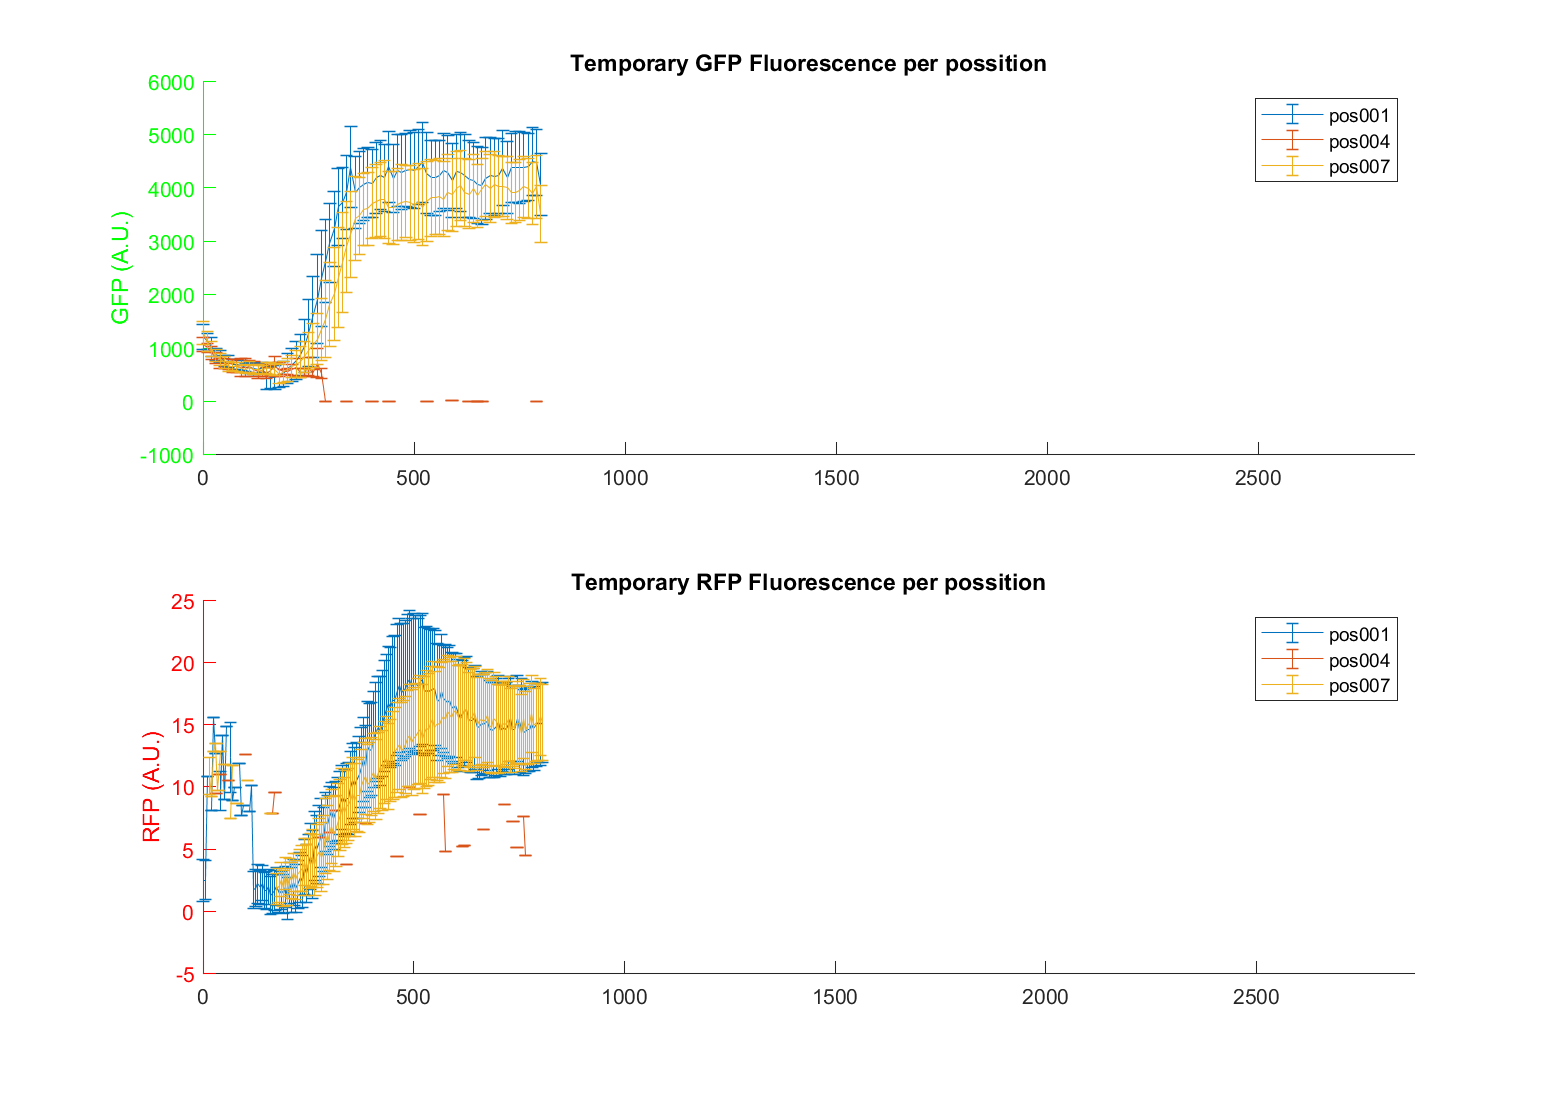 Temporary GFP Fluorescence per possition
6000
5000
4000
3000
2000
1000
0
-1000
GFP (A.U.)
0 500 1000 1500 2000 2500
pos001
pos004
pos007
Temporary RFP Fluorescence per possition
25
20
15
10
5
0
-5
RFP (A.U.)
0 500 1000 1500 2000 2500
pos001
pos004
pos007